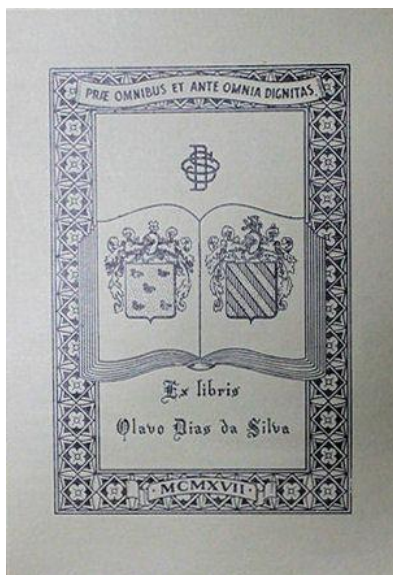 PRÆ OMNIBUS ET ANTE OMNIA DIGNITAS.
Ex libris
Olavo Dias da Silva
MCMXVII